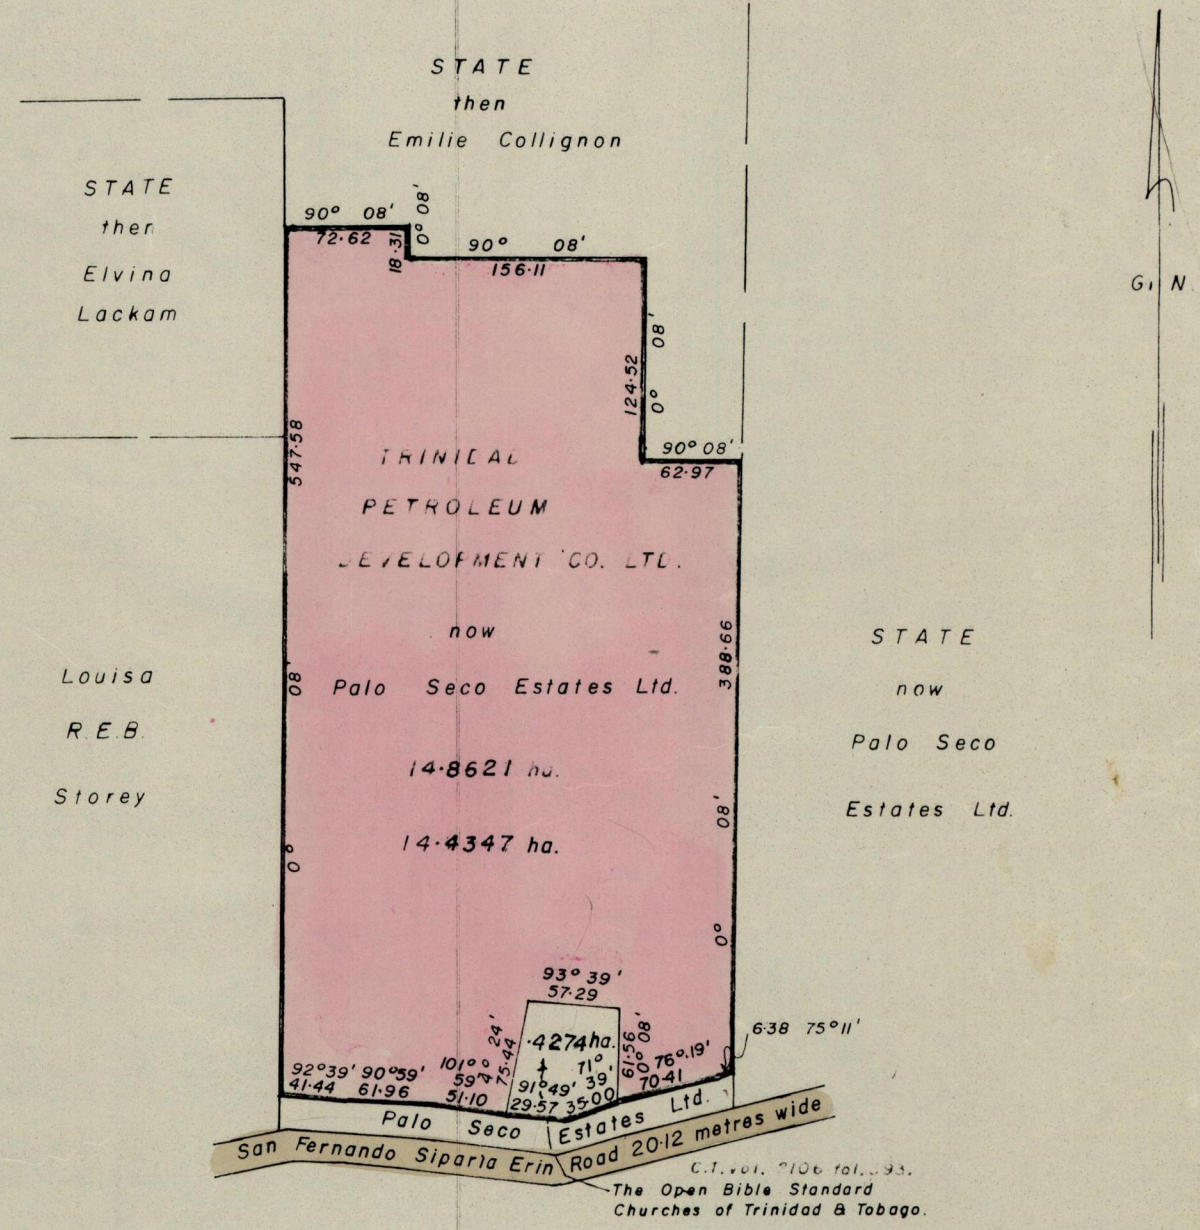 STATE
then
Emilie Collignon
STATE
then
Elvina
Lackam
G. N.
90° 08'
72·62
0° 08'
18·31
90° 08'
156·11
0° 08'
124·52
90° 08'
62·97
547·58
0° 08'
TRINIDAD
PETROLEUM
DEVELOPMENT CO. LTD.
now
Palo Seco Estates Ltd.
14·8621 ha.
14·4347 ha.
388·66
0° 08'
Louisa
R.E.B.
Storey
STATE
now
Palo Seco
Estates Ltd.
93° 39'
57·29
·4274 ha.
4° 24'
75·44
61·56
0° 08'
6·38 75° 11'
92° 39'
41·44
90° 59'
61·96
101° 59'
51·10
91° 49'
29·57
71° 39'
35·00
76° 19'
70·41
Palo Seco Estates Ltd.
San Fernando Siparia Erin Road 20·12 metres wide
C.T. vol.
The Open Bible Standard
Churches of Trinidad & Tobago.